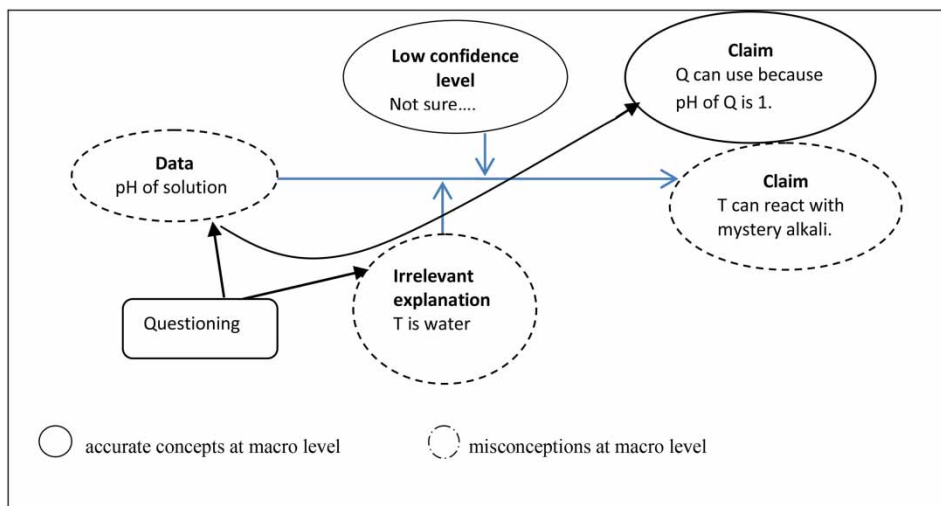 Low confidence
level
Not sure....
Claim
Q can use because
pH of Q is 1.
Data
pH of solution
Claim
T can react with
mystery alkali.
Irrelevant
explanation
T is water
Questioning
accurate concepts at macro level
misconceptions at macro level